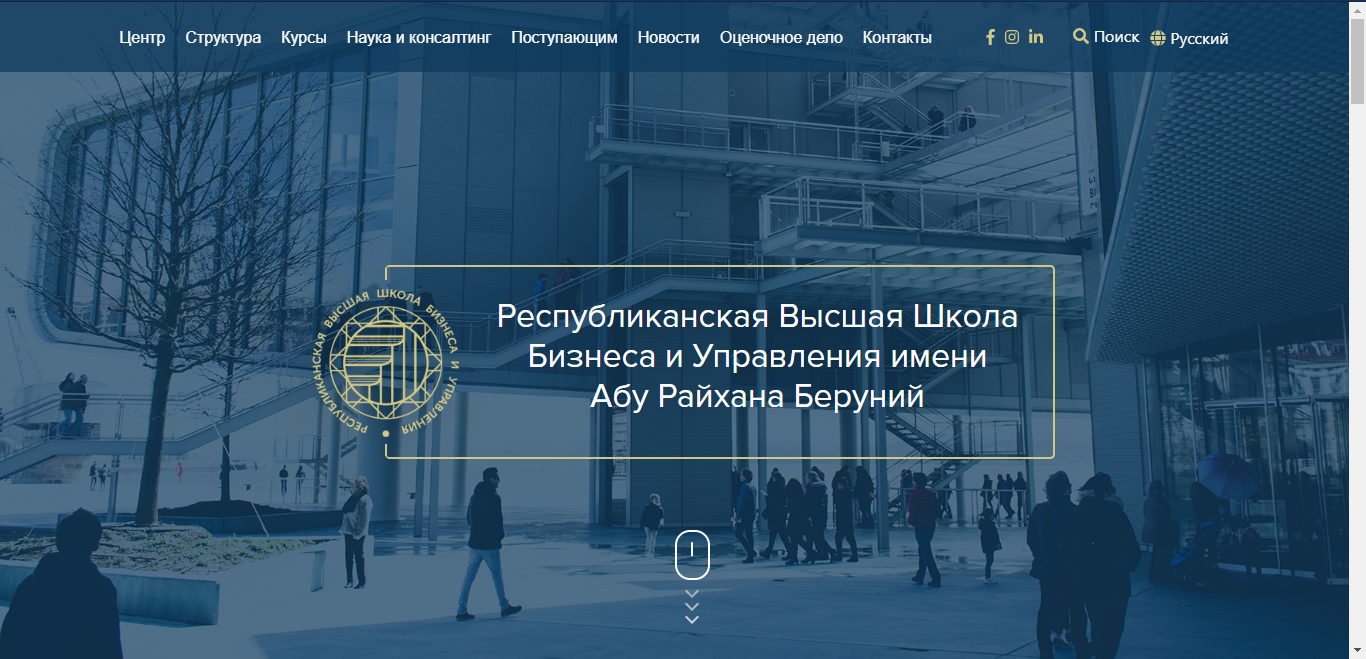 Центр
Структура
Курсы
Наука и консалтинг
Поступающим
Новости
Оценочное дело
Контакты
Поиск
Русский
РЕСПУБЛИКАНСКАЯ ВЫСШАЯ ШКОЛА БИЗНЕСА И УПРАВЛЕНИЯ
Республиканская Высшая Школа
Бизнеса и Управления имени
Абу Райхана Беруний